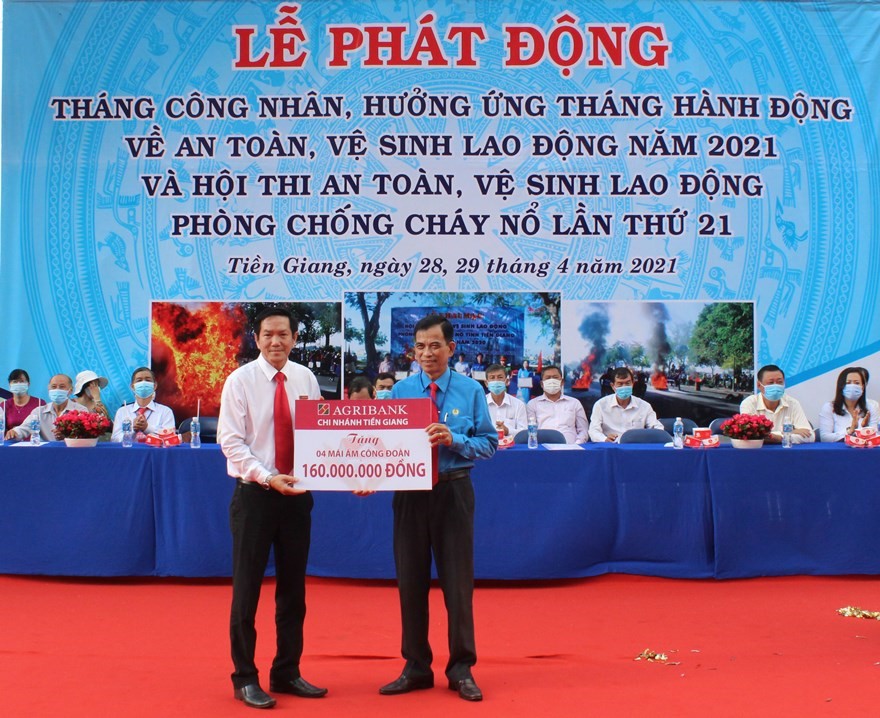 LỄ PHÁT ĐỘNG
THÁNG CÔNG NHÂN, HƯỞNG ỨNG THÁNG HÀNH ĐỘNG
VỀ AN TOÀN, VỆ SINH LAO ĐỘNG NĂM 2021
VÀ HỘI THI AN TOÀN, VỆ SINH LAO ĐỘNG
PHÒNG CHỐNG CHÁY NỔ LẦN THỨ 21
Tiền Giang, ngày 28, 29 tháng 4 năm 2021
AGRIBANK
CHI NHÁNH TIỀN GIANG
Tặng
04 MÁI ẤM CÔNG ĐOÀN
160.000.000 ĐỒNG